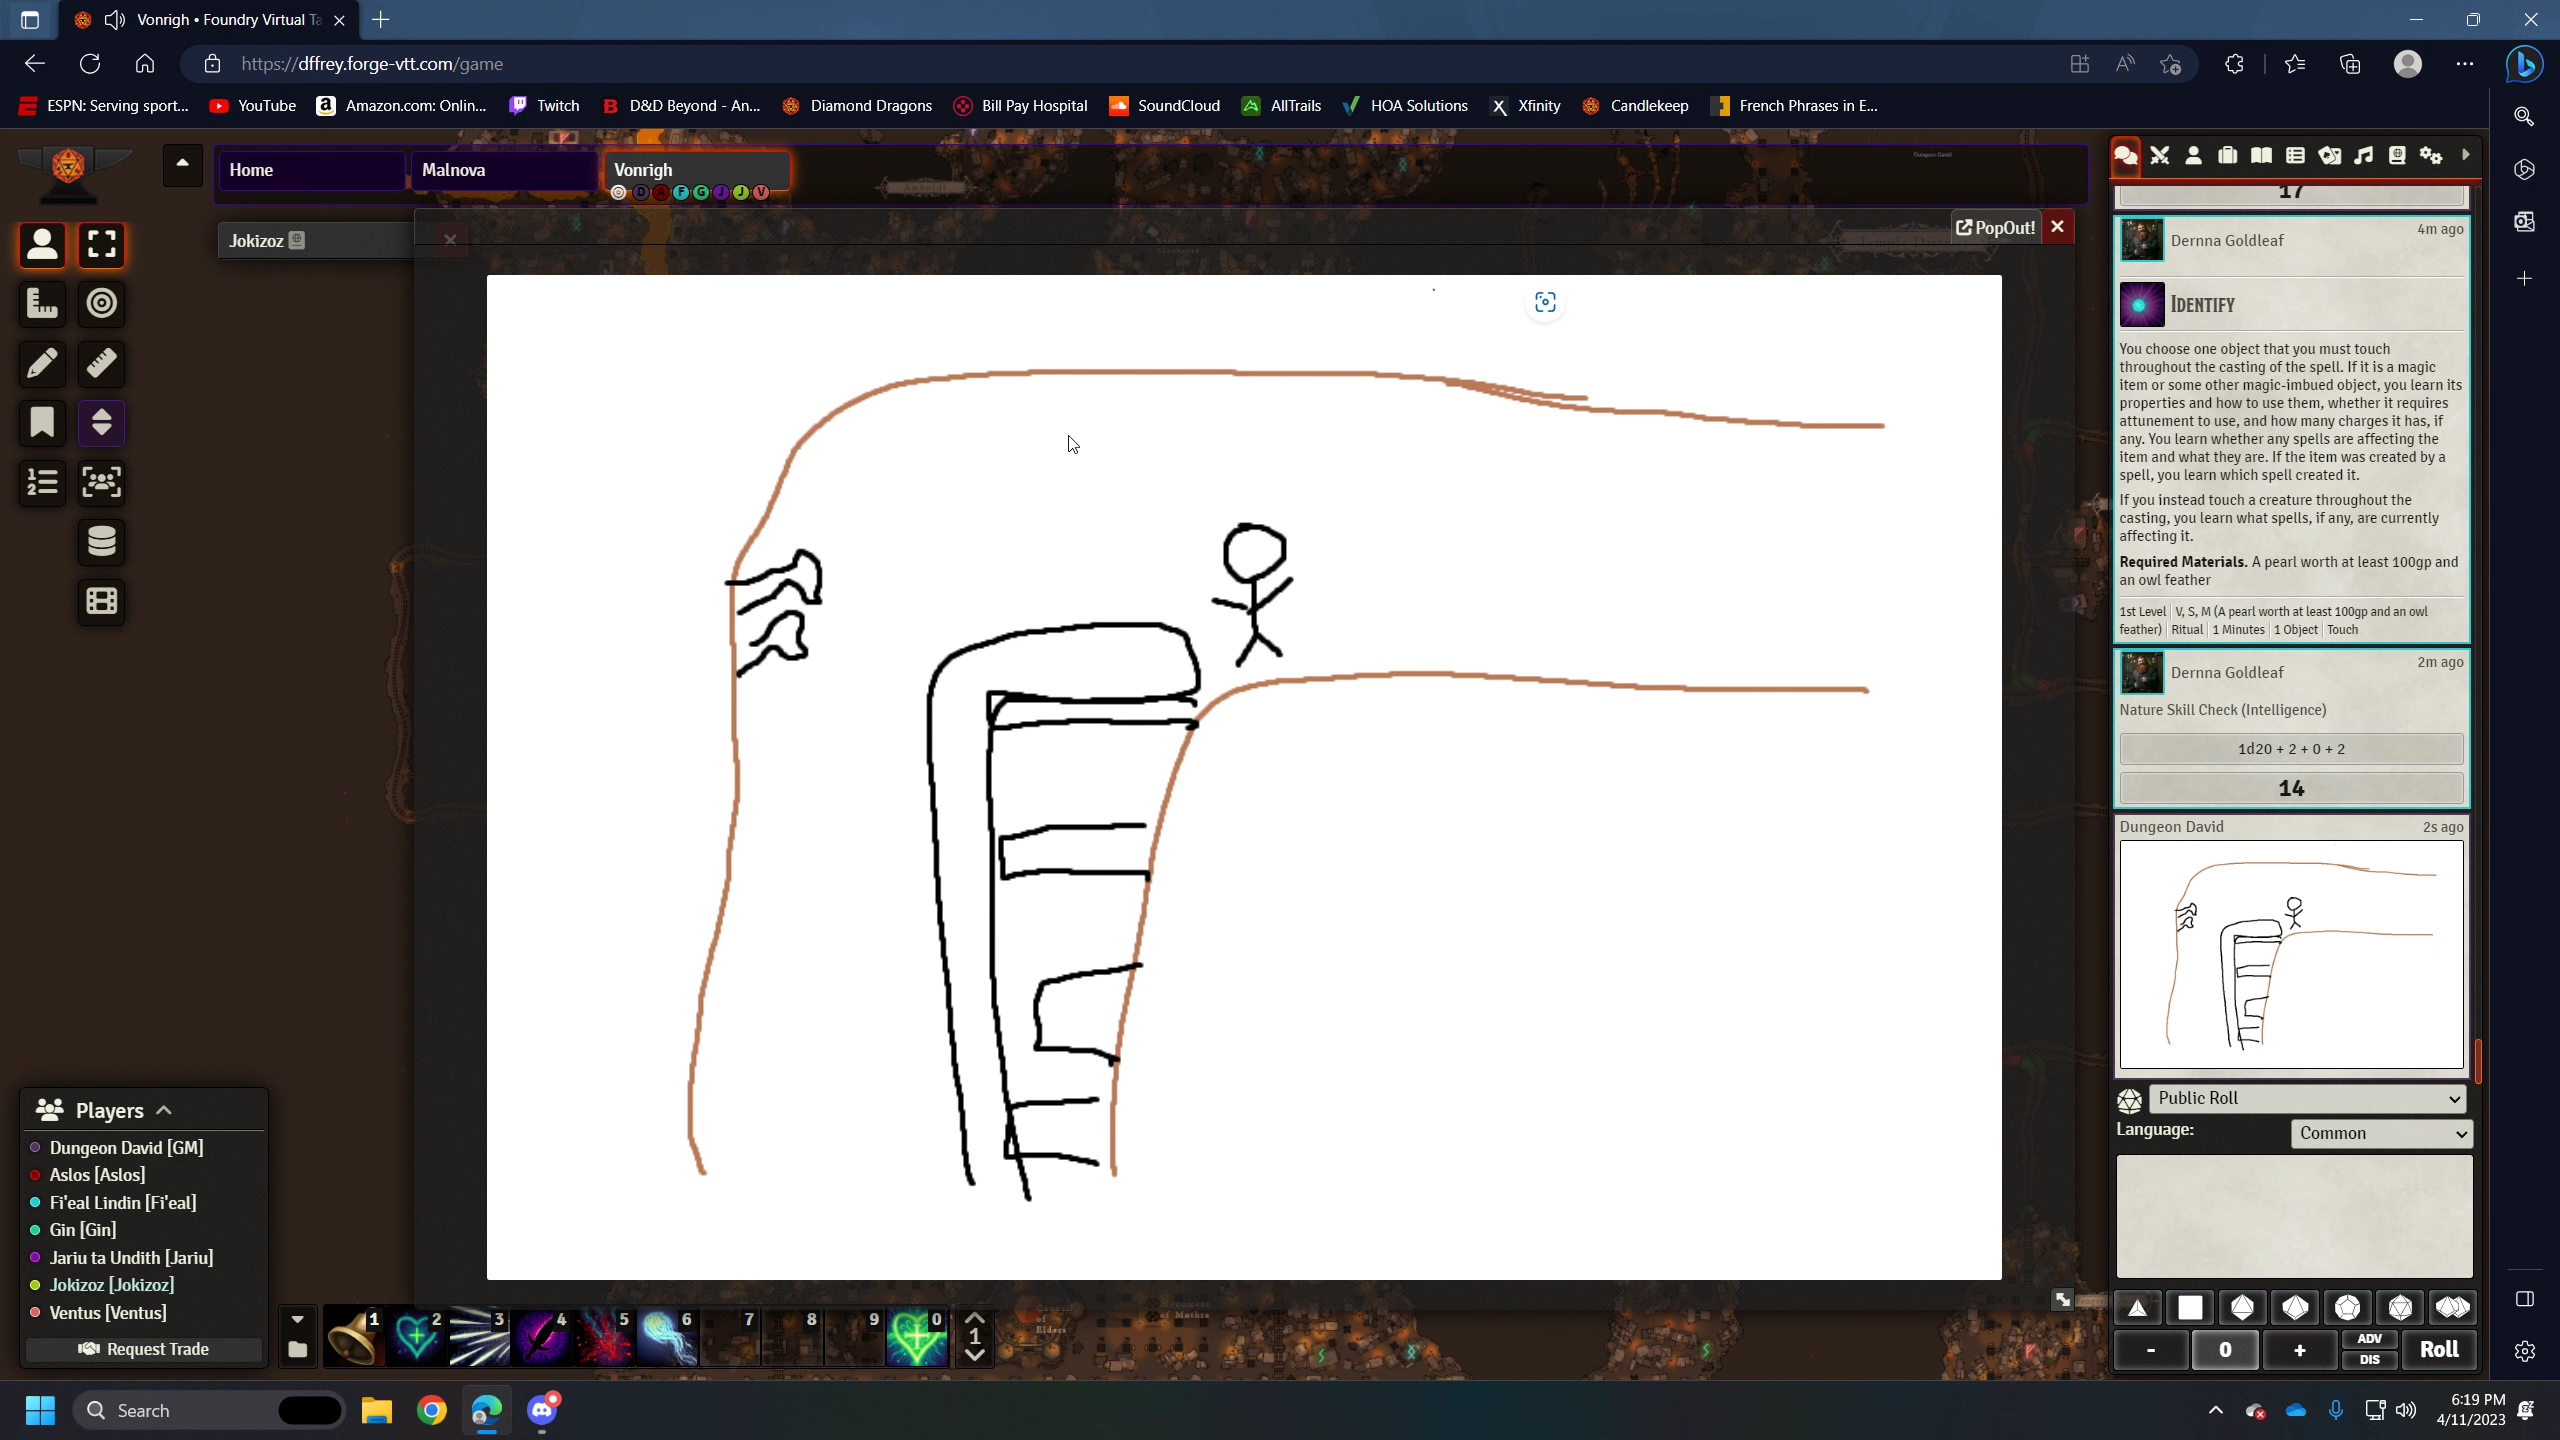 Vonrigh • Foundry Virtual Ta
https://dffrey.forge-vtt.com/game
ESPN: Serving sport...
YouTube
Amazon.com: Onlin...
Twitch
D&D Beyond - An...
Diamond Dragons
Bill Pay Hospital
SoundCloud
AllTrails
HOA Solutions
Xfinity
Candlekeep
French Phrases in E...
Home
Malnova
Vonrigh
D A F G J J V
Dungeon David
Jokizoz
PopOut!
17
Dernna Goldleaf
4m ago
Identify
You choose one object that you must touch
throughout the casting of the spell. If it is a magic
item or some other magic-imbued object, you learn its
properties and how to use them, whether it requires
attunement to use, and how many charges it has, if
any. You learn whether any spells are affecting the
item and what they are. If the item was created by a
spell, you learn which spell created it.
If you instead touch a creature throughout the
casting, you learn what spells, if any, are currently
affecting it.
Required Materials. A pearl worth at least 100gp and
an owl feather
1st Level V, S, M (A pearl worth at least 100gp and an owl
feather) Ritual 1 Minutes 1 Object Touch
Dernna Goldleaf
2m ago
Nature Skill Check (Intelligence)
1d20 + 2 + 0 + 2
14
Dungeon David
2s ago
Public Roll
Language:
Common
- 0 + ADV DIS Roll
Players
Dungeon David [GM]
Aslos [Aslos]
Fi'eal Lindin [Fi'eal]
Gin [Gin]
Jariu ta Undith [Jariu]
Jokizoz [Jokizoz]
Ventus [Ventus]
Request Trade
1 2 3 4 5 6 7 8 9 0
1
Council
of
Elders
Monument
of Methra
Search
6:19 PM
4/11/2023